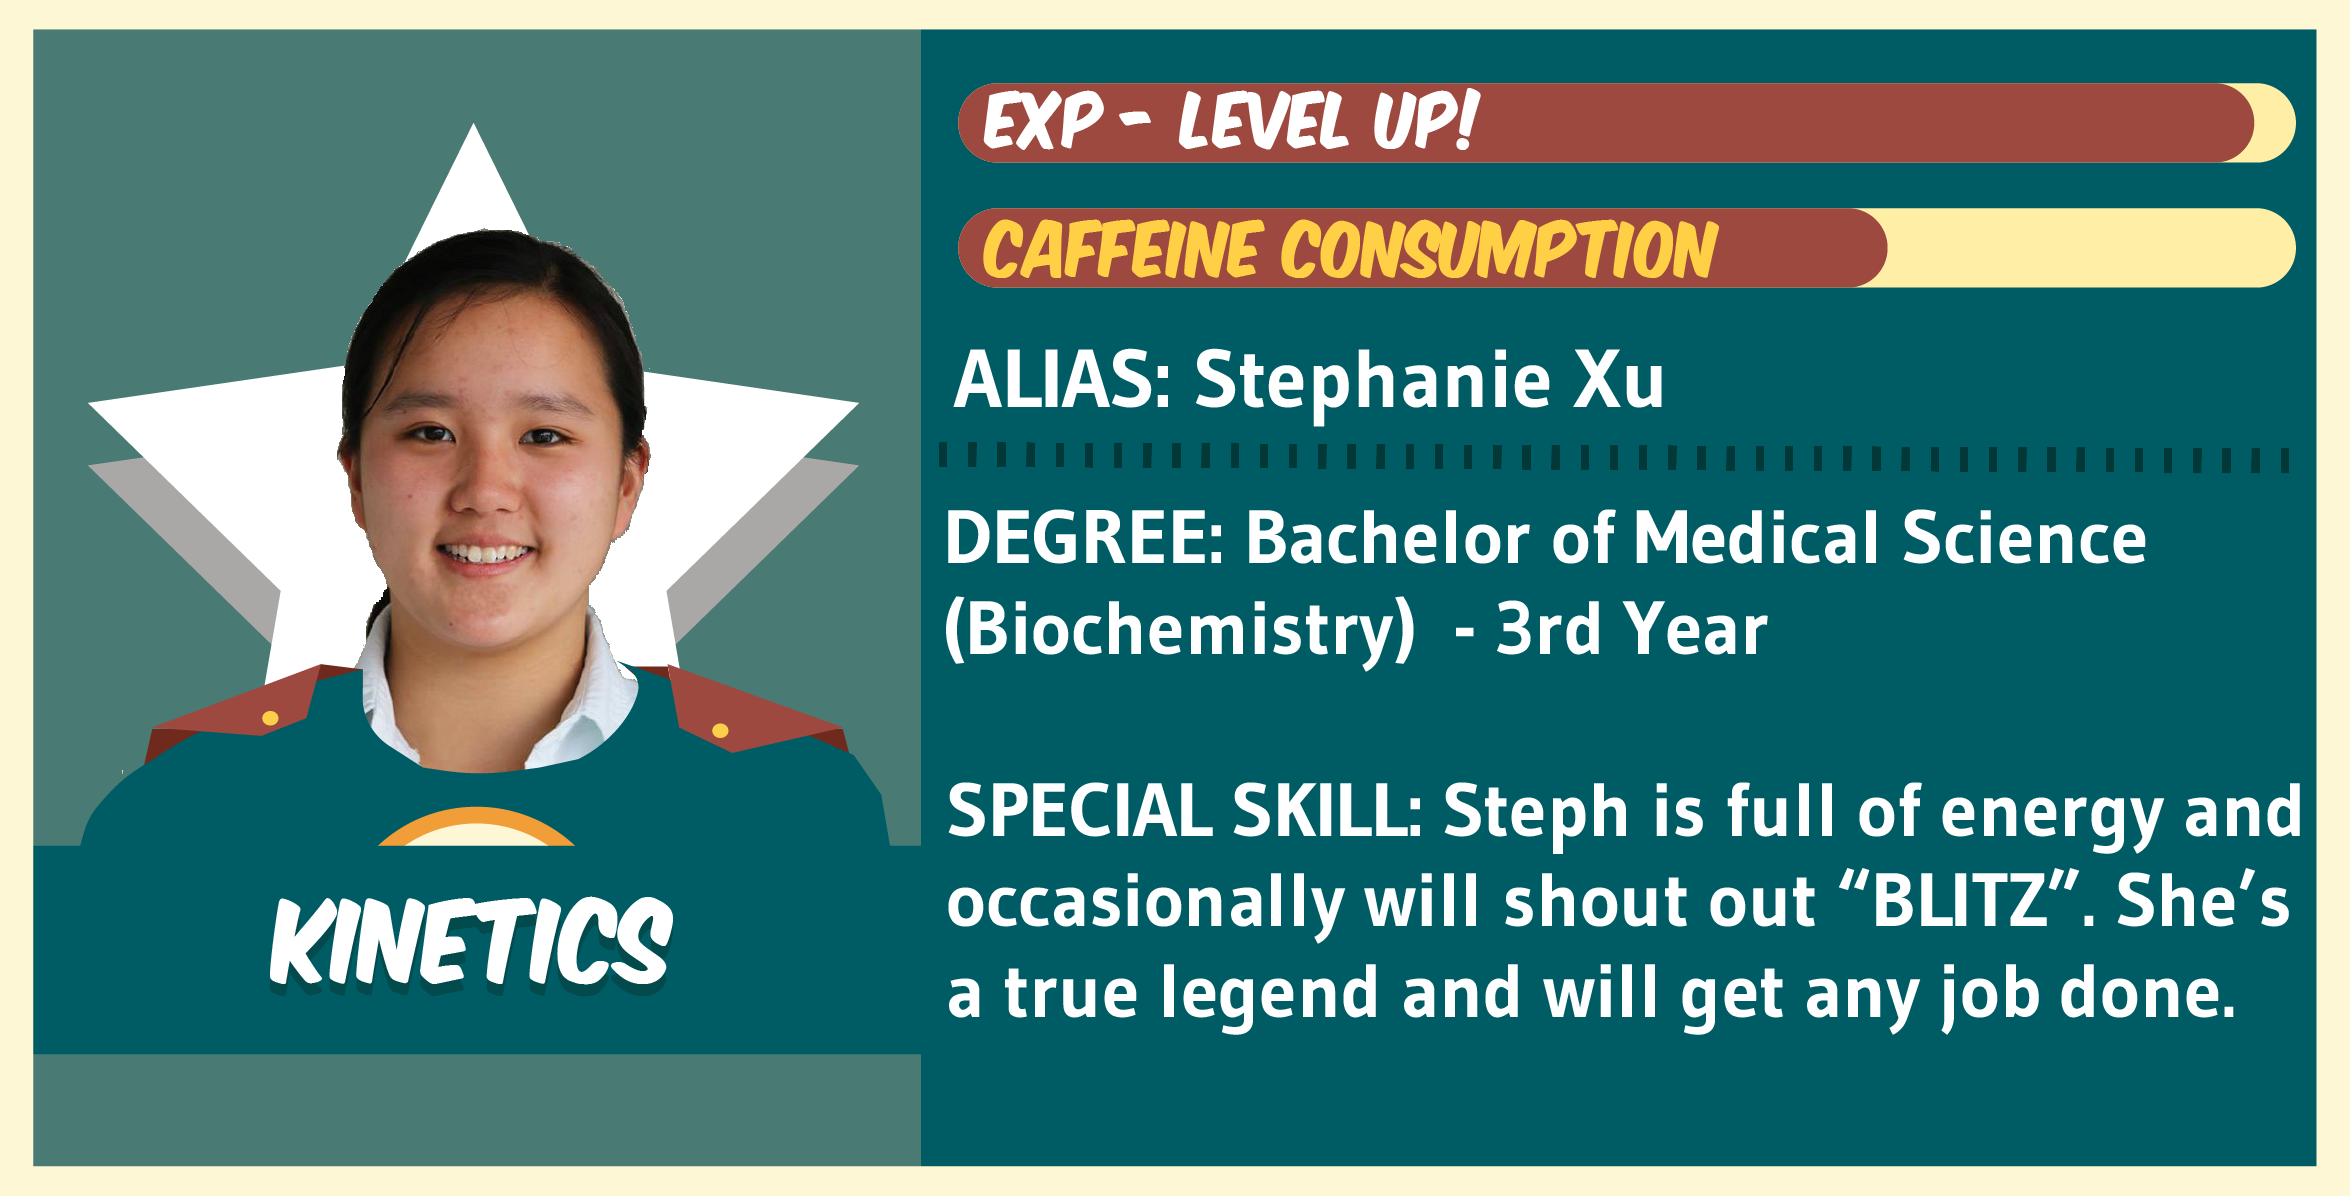 EXP - LEVEL UP!
CAFFEINE CONSUMPTION
ALIAS: Stephanie Xu
DEGREE: Bachelor of Medical Science
(Biochemistry)  - 3rd Year
SPECIAL SKILL: Steph is full of energy and
occasionally will shout out “BLITZ”. She’s
a true legend and will get any job done.
KINETICS